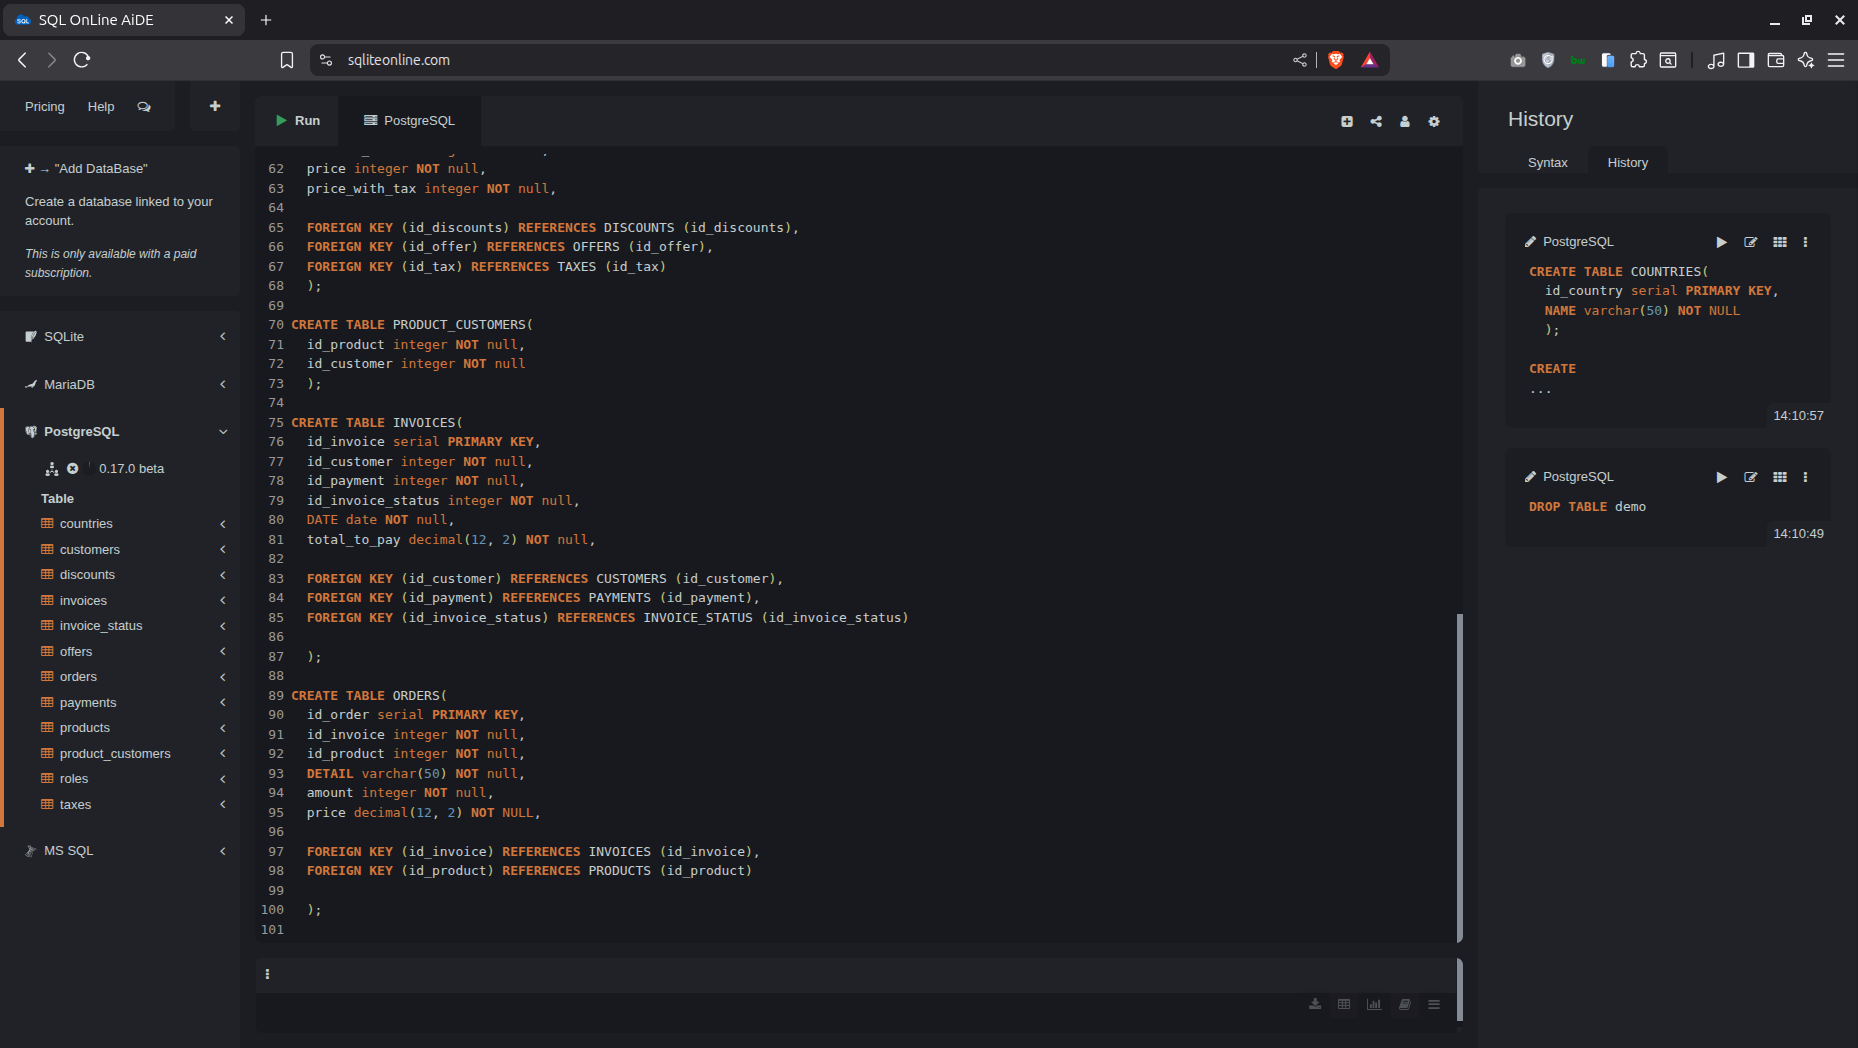 SQL OnLine AiDE
sqliteonline.com
Pricing Help
Run
PostgreSQL
→ "Add DataBase"
Create a database linked to your
account.
This is only available with a paid
subscription.
SQLite
MariaDB
PostgreSQL
0.17.0 beta
Table
countries
customers
discounts
invoices
invoice_status
offers
orders
payments
products
product_customers
roles
taxes
MS SQL
62 price integer NOT null,
63 price_with_tax integer NOT null,
64
65 FOREIGN KEY (id_discounts) REFERENCES DISCOUNTS (id_discounts),
66 FOREIGN KEY (id_offer) REFERENCES OFFERS (id_offer),
67 FOREIGN KEY (id_tax) REFERENCES TAXES (id_tax)
68 );
69
70 CREATE TABLE PRODUCT_CUSTOMERS(
71 id_product integer NOT null,
72 id_customer integer NOT null
73 );
74
75 CREATE TABLE INVOICES(
76 id_invoice serial PRIMARY KEY,
77 id_customer integer NOT null,
78 id_payment integer NOT null,
79 id_invoice_status integer NOT null,
80 DATE date NOT null,
81 total_to_pay decimal(12, 2) NOT null,
82
83 FOREIGN KEY (id_customer) REFERENCES CUSTOMERS (id_customer),
84 FOREIGN KEY (id_payment) REFERENCES PAYMENTS (id_payment),
85 FOREIGN KEY (id_invoice_status) REFERENCES INVOICE_STATUS (id_invoice_status)
86
87 );
88
89 CREATE TABLE ORDERS(
90 id_order serial PRIMARY KEY,
91 id_invoice integer NOT null,
92 id_product integer NOT null,
93 DETAIL varchar(50) NOT null,
94 amount integer NOT null,
95 price decimal(12, 2) NOT NULL,
96
97 FOREIGN KEY (id_invoice) REFERENCES INVOICES (id_invoice),
98 FOREIGN KEY (id_product) REFERENCES PRODUCTS (id_product)
99
100 );
101
History
Syntax History
PostgreSQL
CREATE TABLE COUNTRIES(
id_country serial PRIMARY KEY,
NAME varchar(50) NOT NULL
);
CREATE
...
14:10:57
PostgreSQL
DROP TABLE demo
14:10:49